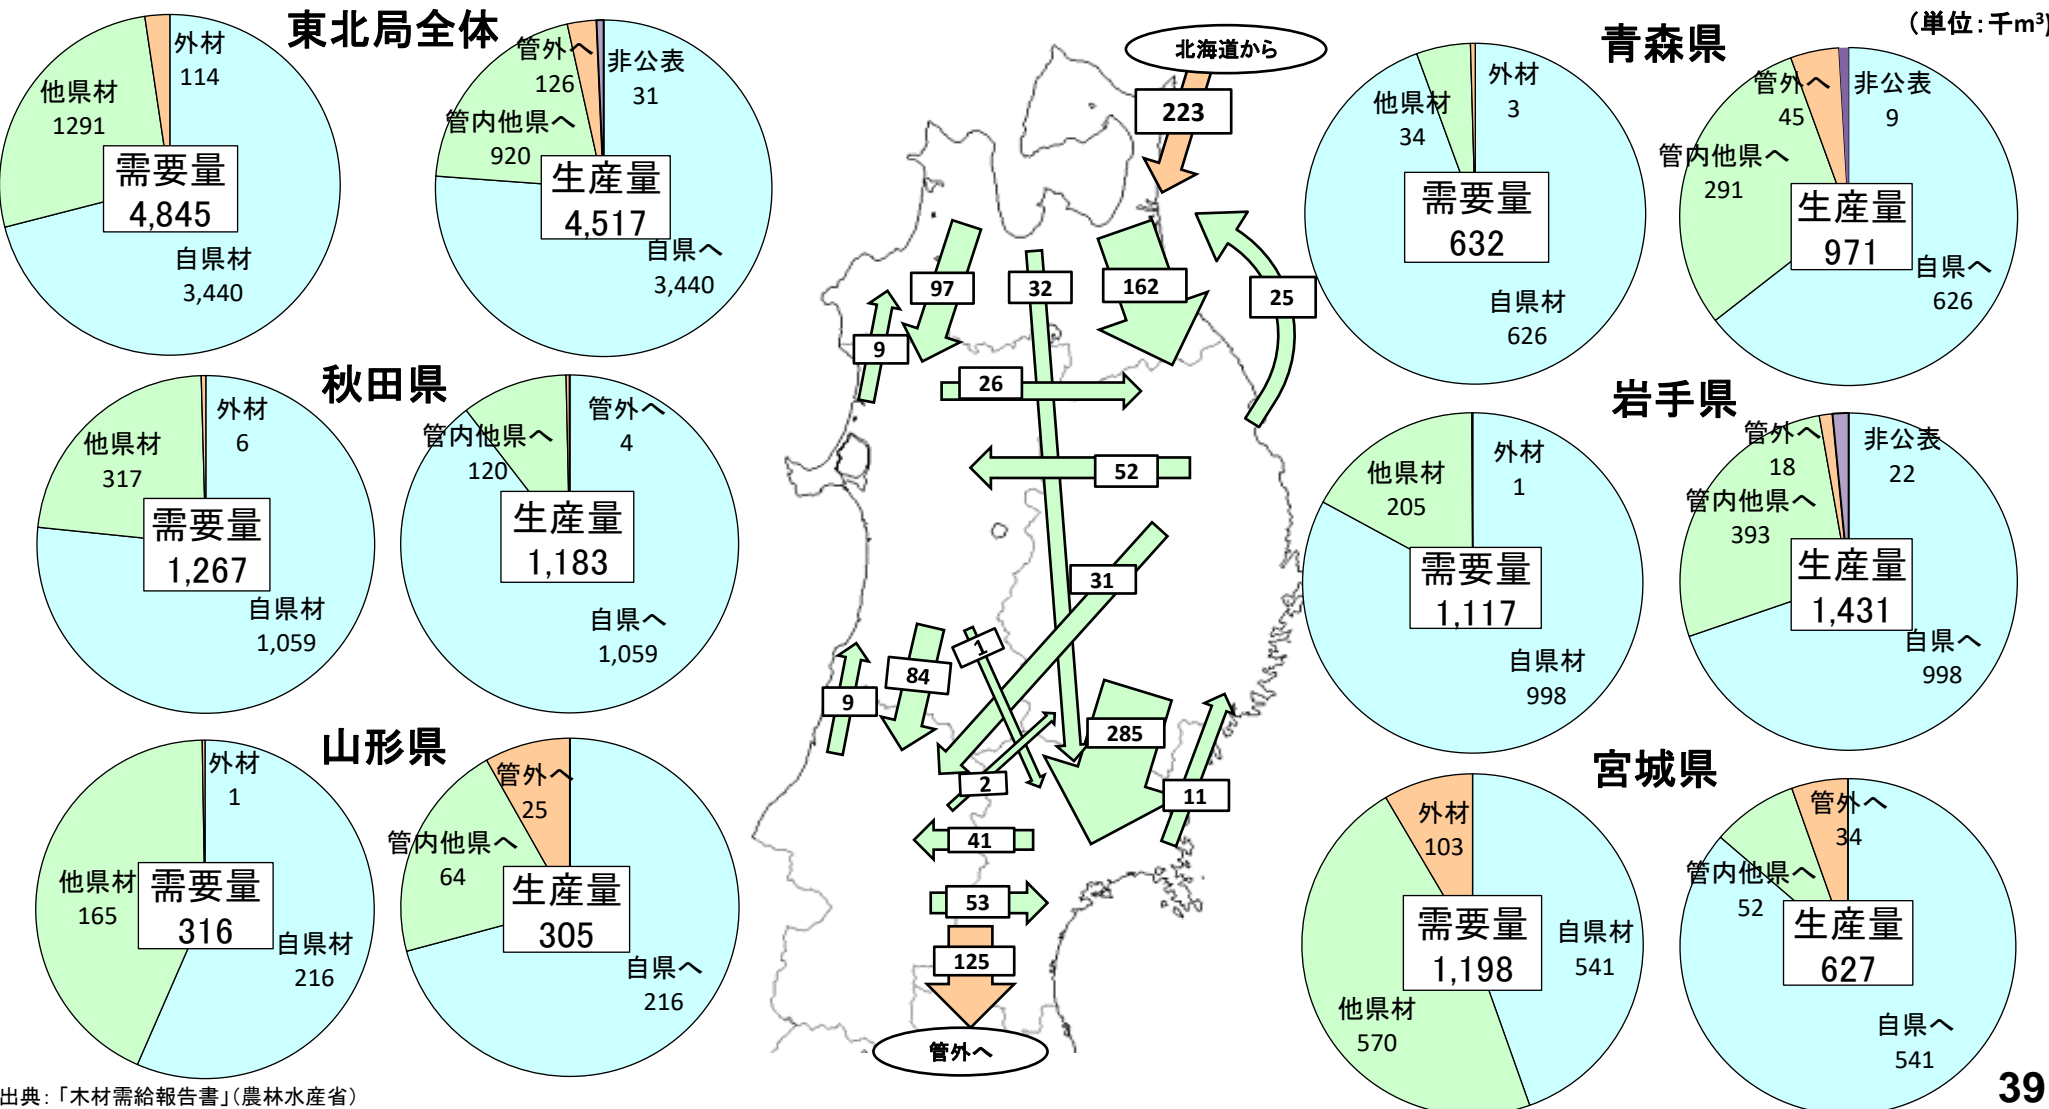 東北局全体
外材
114
他県材
1291
需要量
4,845
自県材
3,440
管外へ
126
非公表
31
管内他県へ
920
生産量
4,517
自県へ
3,440
秋田県
外材
6
他県材
317
需要量
1,267
自県材
1,059
管外へ
4
管内他県へ
120
生産量
1,183
自県へ
1,059
山形県
外材
1
他県材
165
需要量
316
自県材
216
管外へ
25
管内他県へ
64
生産量
305
自県へ
216
北海道から
223
97
32
162
25
9
26
52
31
1
84
9
285
2
11
41
53
125
管外へ
(単位:千m³)
青森県
外材
3
他県材
34
需要量
632
自県材
626
管外へ
45
非公表
9
管内他県へ
291
生産量
971
自県へ
626
岩手県
外材
1
他県材
205
需要量
1,117
自県材
998
管外へ
18
非公表
22
管内他県へ
393
生産量
1,431
自県へ
998
宮城県
外材
103
需要量
1,198
自県材
541
他県材
570
管外へ
34
管内他県へ
52
生産量
627
自県へ
541
出典:「木材需給報告書」(農林水産省)
39